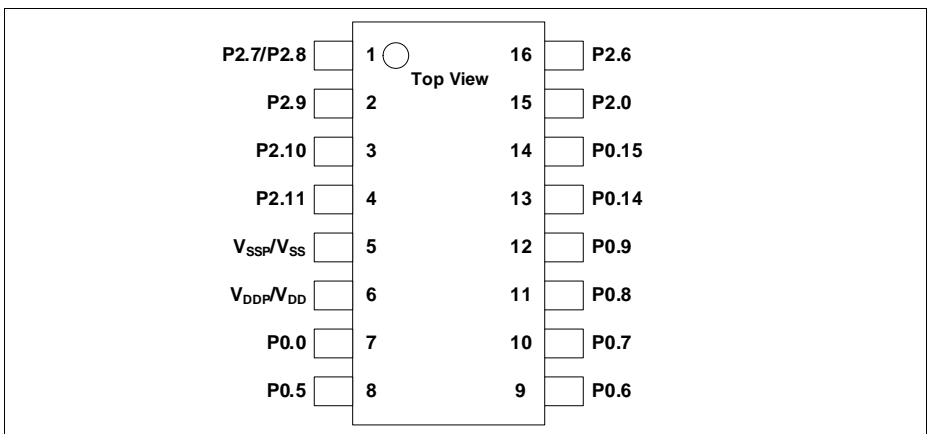 P2.7/P2.8 1 16 P2.6
Top View
P2.9 2 15 P2.0
P2.10 3 14 P0.15
P2.11 4 13 P0.14
VSSP/VSS 5 12 P0.9
VDDP/VDD 6 11 P0.8
P0.0 7 10 P0.7
P0.5 8 9 P0.6